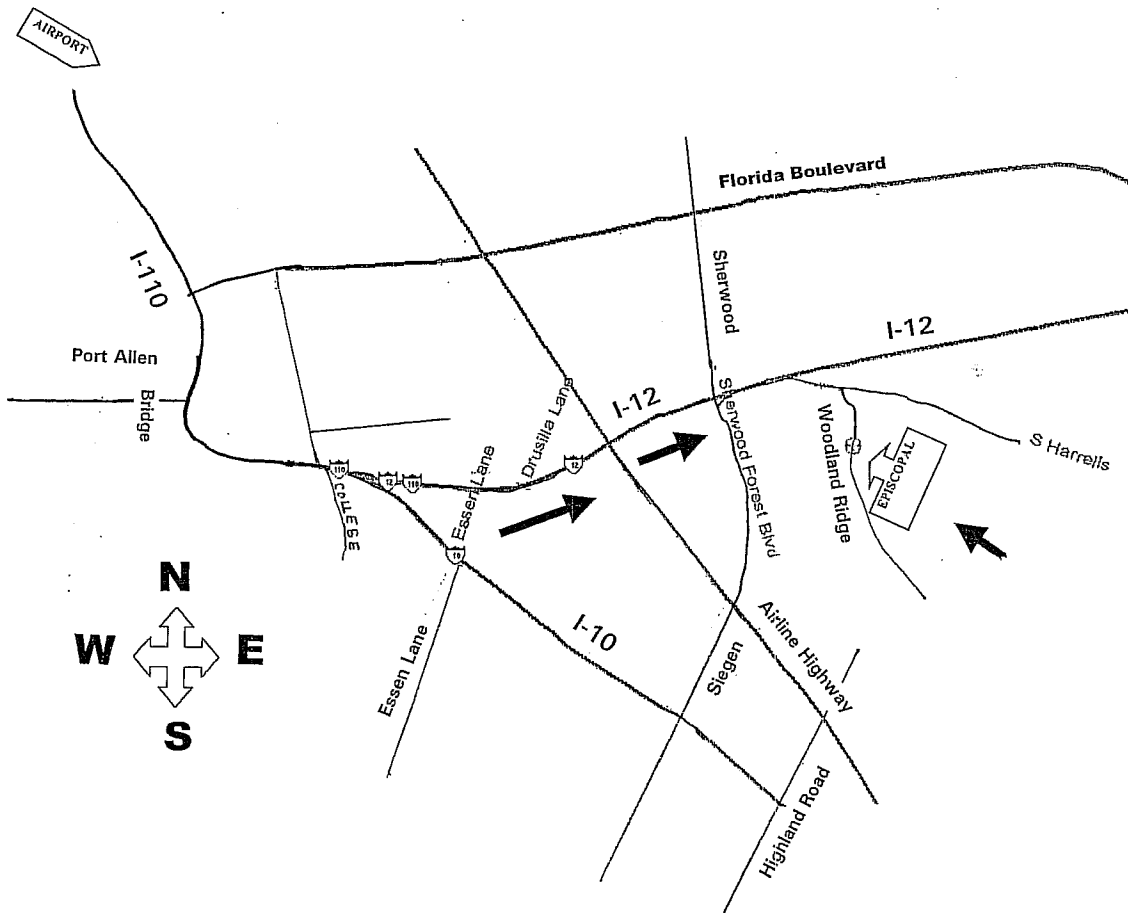 AIRPORT
Florida Boulevard
I-110
Sherwood
I-12
Port Allen
Bridge
Drusilla Lane
I-12
Sherwood Forest Blvd
Woodland Ridge
S Harrells
EPISCOPAL
110
12
110
12
COllEGE
Essen Lane
10
N
W
E
S
I-10
Essen Lane
Siegen
Airline Highway
Highland Road